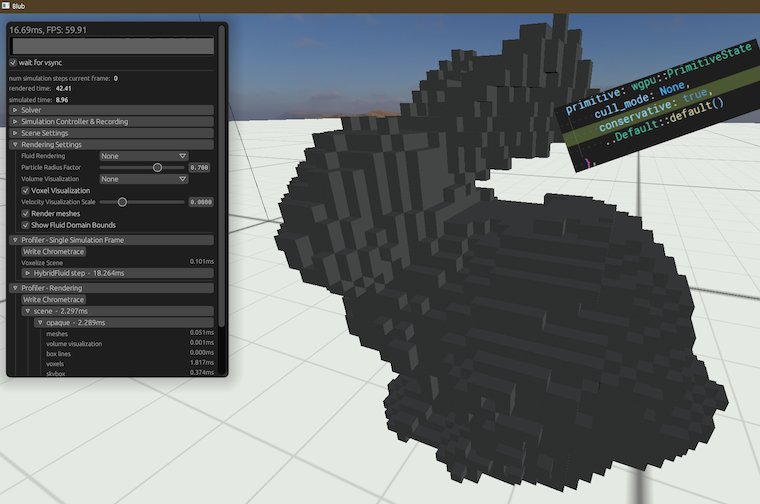 Blub
16.69ms, FPS: 59.91
wait for vsync
num simulation steps current frame: 0
rendered time: 42.41
simulated time: 8.96
Solver
Simulation Controller & Recording
Scene Settings
Rendering Settings
Fluid Rendering None
Particle Radius Factor 0.700
Volume Visualization None
Voxel Visualization
Velocity Visualization Scale 0.0080
Render meshes
Show Fluid Domain Bounds
Profiler - Single Simulation Frame
Write Chrometrace
Voxelize Scene 0.101ms
HybridFluid step - 18.264ms
Profiler - Rendering
Write Chrometrace
scene - 2.297ms
opaque - 2.289ms
meshes 0.051ms
volume visualization 0.001ms
box lines 0.000ms
voxels 1.817ms
skybox 0.374ms
primitive: wgpu::PrimitiveState
cull_mode: None,
conservative: true,
..Default::default()
},